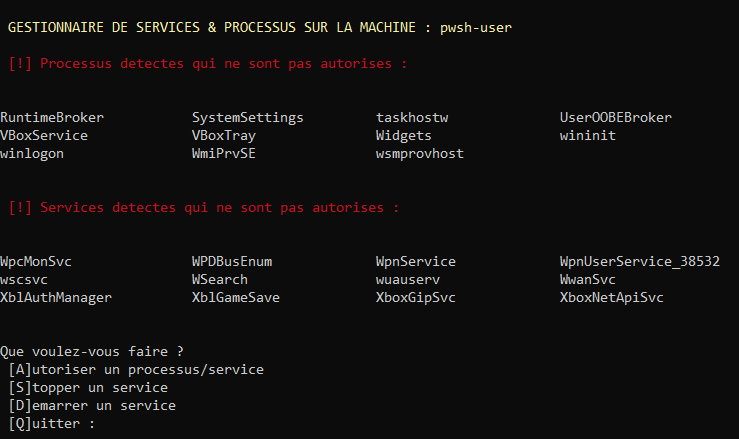 GESTIONNAIRE DE SERVICES & PROCESSUS SUR LA MACHINE : pwsh-user
[!] Processus detectes qui ne sont pas autorises :
RuntimeBroker SystemSettings taskhostw UserOOBEBroker
VBoxService VBoxTray Widgets wininit
winlogon WmiPrvSE wsmprovhost
[!] Services detectes qui ne sont pas autorises :
WpcMonSvc WPDBusEnum WpnService WpnUserService_38532
wscsvc WSearch wuauserv WwanSvc
XblAuthManager XblGameSave XboxGipSvc XboxNetApiSvc
Que voulez-vous faire ?
[A]utoriser un processus/service
[S]topper un service
[D]emarrer un service
[Q]uitter :